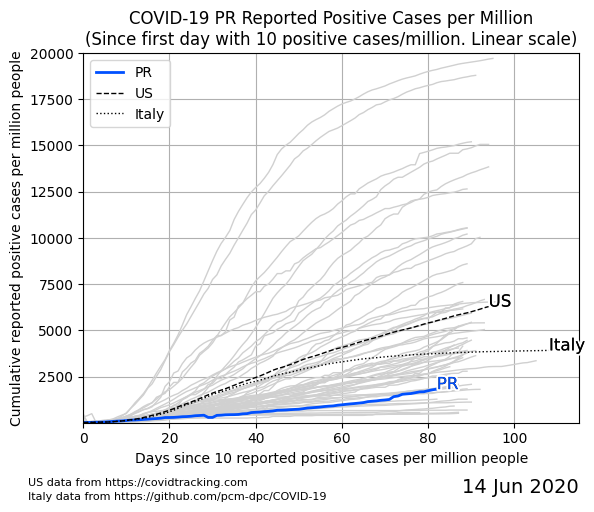 COVID-19 PR Reported Positive Cases per Million
(Since first day with 10 positive cases/million. Linear scale)
Cumulative reported positive cases per million people
20000
17500
15000
12500
10000
7500
5000
2500
PR
US
Italy
US
Italy
PR
0 20 40 60 80 100
Days since 10 reported positive cases per million people
US data from https://covidtracking.com
Italy data from https://github.com/pcm-dpc/COVID-19
14 Jun 2020